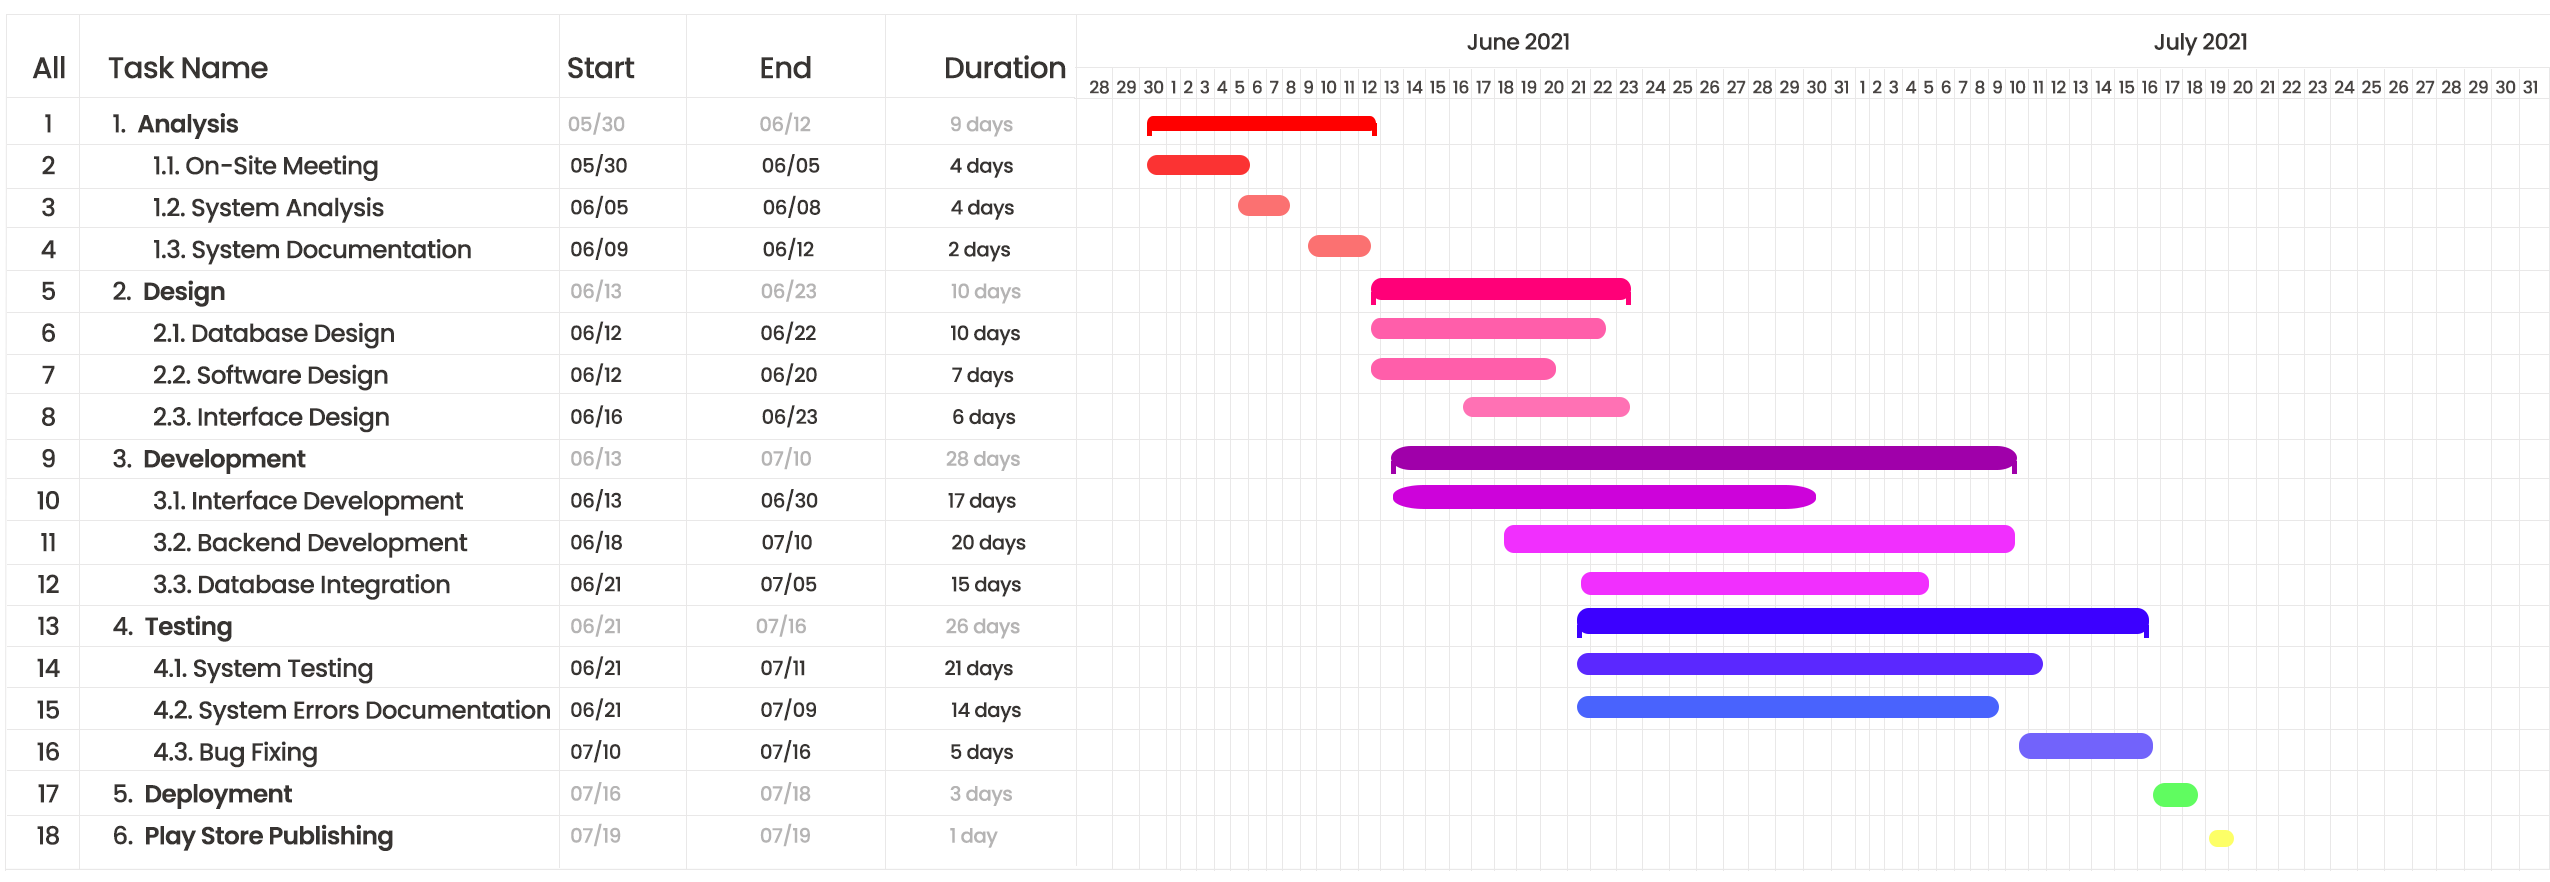 June 2021 July 2021
All Task Name Start End Duration
28 29 30 1 2 3 4 5 6 7 8 9 10 11 12 13 14 15 16 17 18 19 20 21 22 23 24 25 26 27 28 29 30 31 1 2 3 4 5 6 7 8 9 10 11 12 13 14 15 16 17 18 19 20 21 22 23 24 25 26 27 28 29 30 31
1 1. Analysis 05/30 06/12 9 days
2 1.1. On-Site Meeting 05/30 06/05 4 days
3 1.2. System Analysis 06/05 06/08 4 days
4 1.3. System Documentation 06/09 06/12 2 days
5 2. Design 06/13 06/23 10 days
6 2.1. Database Design 06/12 06/22 10 days
7 2.2. Software Design 06/12 06/20 7 days
8 2.3. Interface Design 06/16 06/23 6 days
9 3. Development 06/13 07/10 28 days
10 3.1. Interface Development 06/13 06/30 17 days
11 3.2. Backend Development 06/18 07/10 20 days
12 3.3. Database Integration 06/21 07/05 15 days
13 4. Testing 06/21 07/16 26 days
14 4.1. System Testing 06/21 07/11 21 days
15 4.2. System Errors Documentation 06/21 07/09 14 days
16 4.3. Bug Fixing 07/10 07/16 5 days
17 5. Deployment 07/16 07/18 3 days
18 6. Play Store Publishing 07/19 07/19 1 day